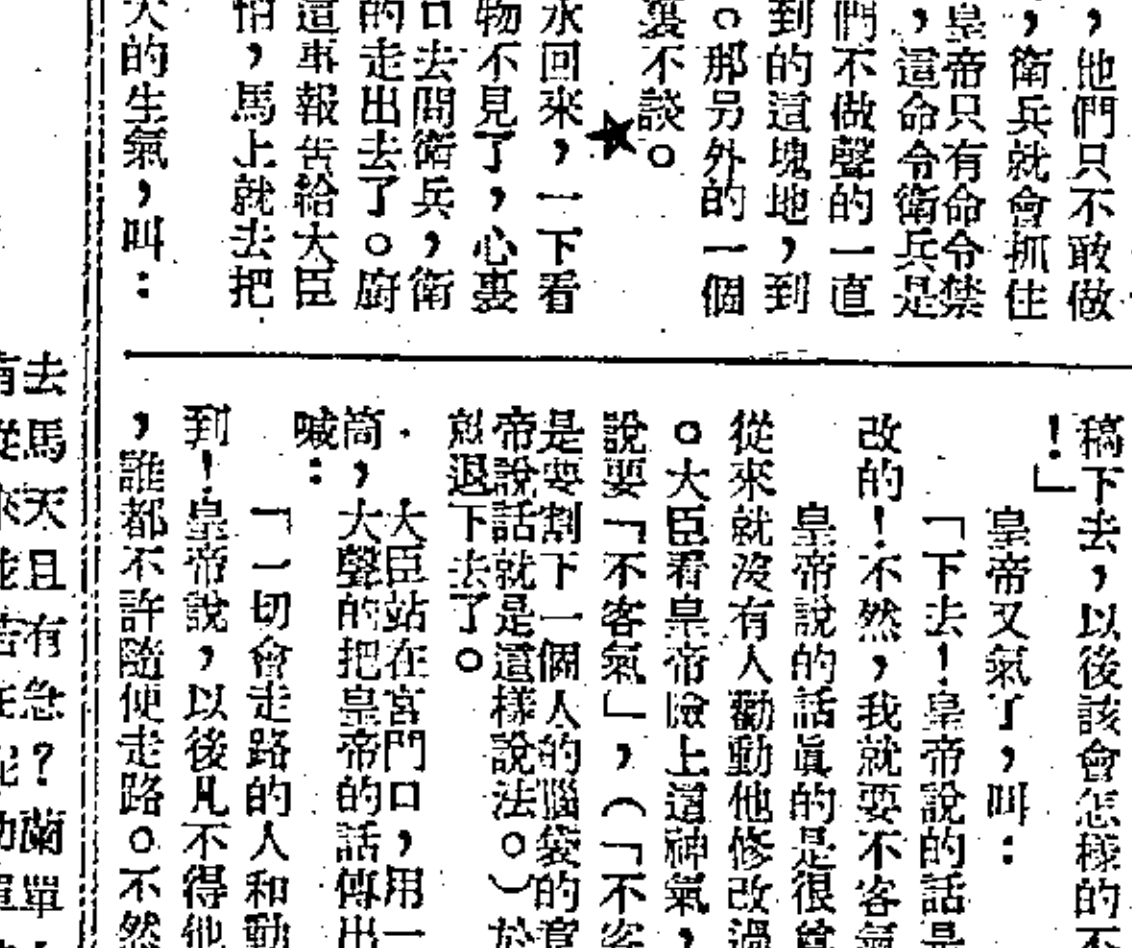 ，他們只不敢做
，衛兵就會抓住
皇帝只有命令禁
，這命令衛兵是
們不做聲的一直
到的這塊地，到
。那另外的一個
裏不談。
★
水回來，一下看
物不見了，心裏
口去問衛兵，衛
的走出去了。廚
這事報告給大臣
怕，馬上就去把
大的生氣，叫：
稿下去，以後該會怎樣的不
！」
皇帝又氣了，叫：
「下去！皇帝說的話是
改的！不然，我就要不客氣
皇帝說的話眞的是很
從來就沒有人勸動他修改過
。大臣看皇帝臉上這神氣，
說要「不客氣」，（「不客
是要割下一個人的腦袋的意
帝說話就是這樣說法。）於
退下去了。
大臣站在宮門口，用一
筒，大聲的把皇帝的話傳出
喊：
「一切會走路的人和動
到！皇帝說，以後凡不得他
，誰都不許隨便走路。不然
去馬天且有急？蘭單